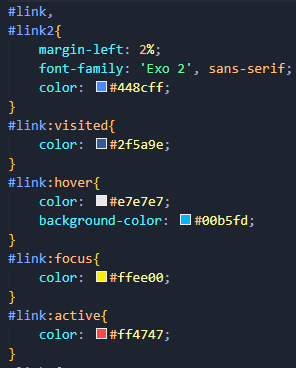 #link,
#link2{
margin-left: 2%;
font-family: 'Exo 2', sans-serif;
color: #448cff;
}
#link:visited{
color: #2f5a9e;
}
#link:hover{
color: #e7e7e7;
background-color: #00b5fd;
}
#link:focus{
color: #ffee00;
}
#link:active{
color: #ff4747;
}